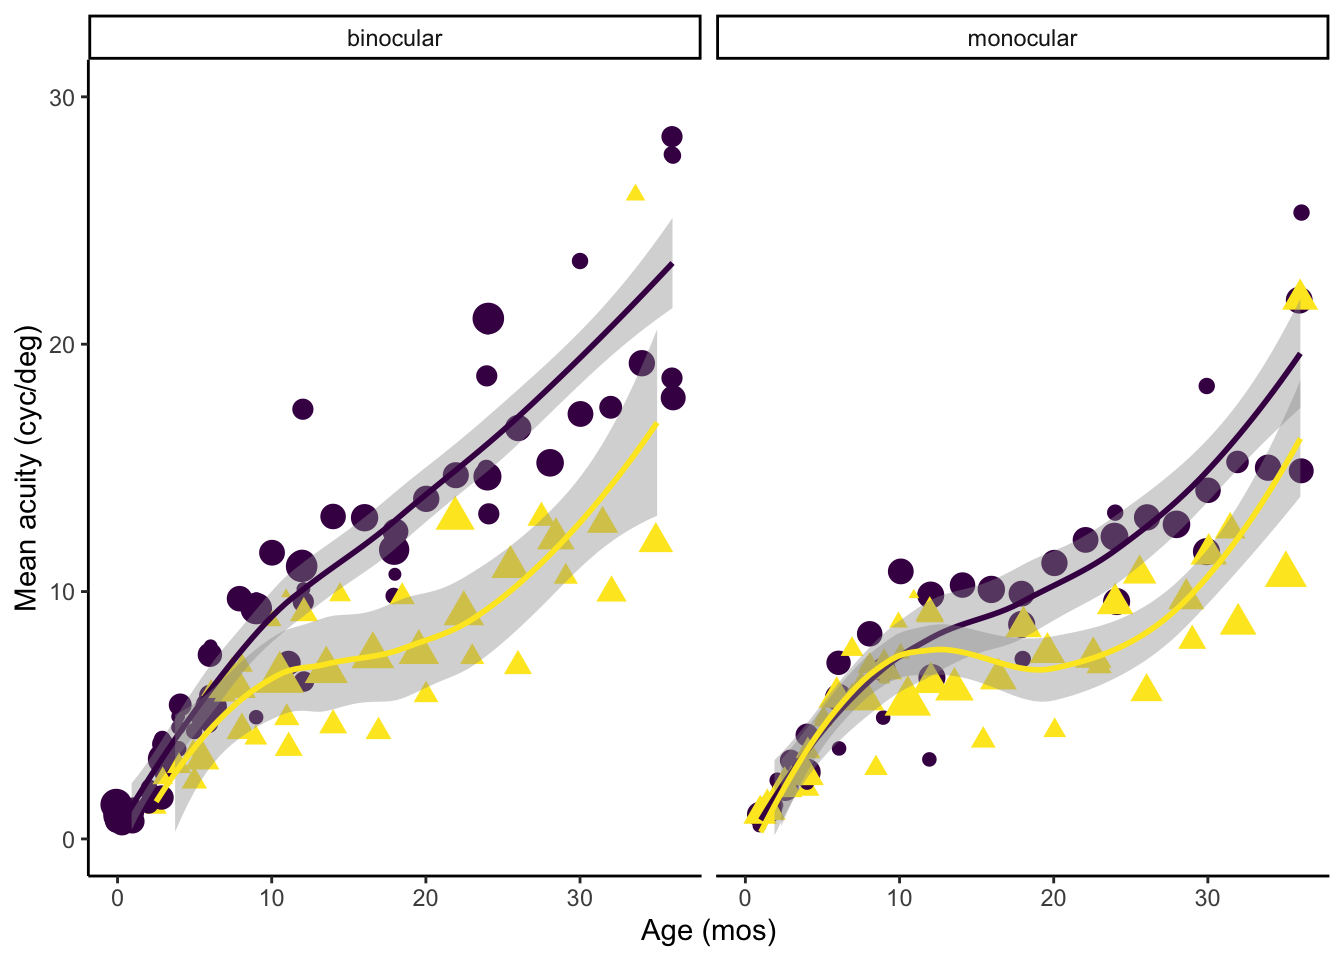 binocular monocular
30
20
10
0
Mean acuity (cyc/deg)
0 10 20 30 0 10 20 30
Age (mos)